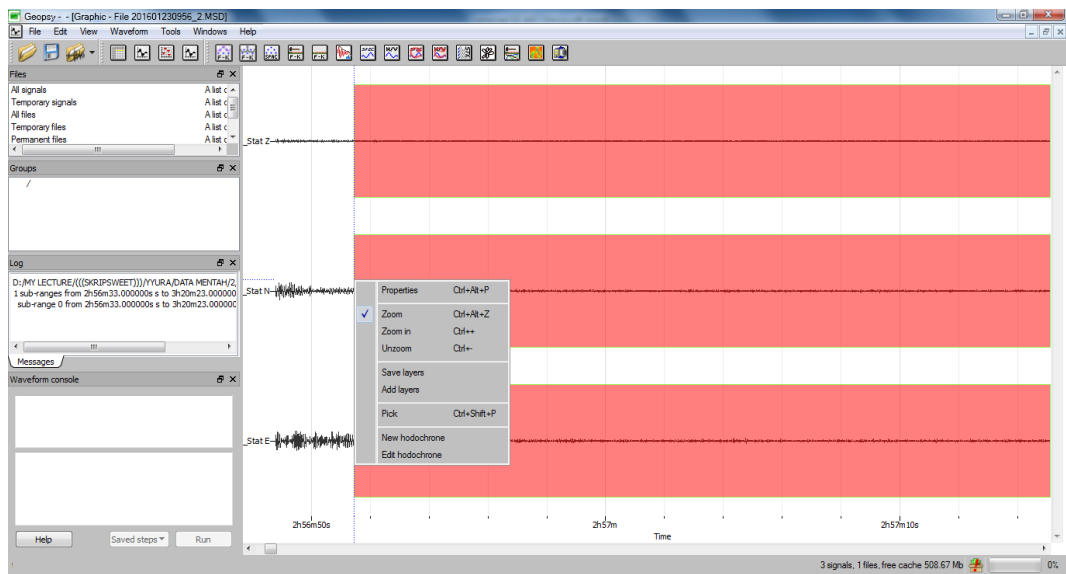 Geopsy - - [Graphic - File 201601230956_2.MSD]
File Edit View Waveform Tools Windows Help
F-K F-K SPAC F-K F-K SPEC H/V
Files
All signals A list c
Temporary signals A list c
All files A list c
Temporary files A list c
Permanent files A list c
Groups
/
Log
D:/MY LECTURE/(((SKRIPSWEET)))/YYURA/DATA MENTAH/2,
1 sub-ranges from 2h56m33.000000s s to 3h20m23.000000
sub-range 0 from 2h56m33.000000s s to 3h20m23.000000
Messages
Waveform console
Help Saved steps Run
_Stat Z
_Stat N
_Stat E
Properties Ctrl+Alt+P
Zoom Ctrl+Alt+Z
Zoom in Ctrl++
Unzoom Ctrl+-
Save layers
Add layers
Pick Ctrl+Shift+P
New hodochrone
Edit hodochrone
2h56m50s 2h57m 2h57m10s
Time
3 signals, 1 files, free cache 508.67 Mb 0%